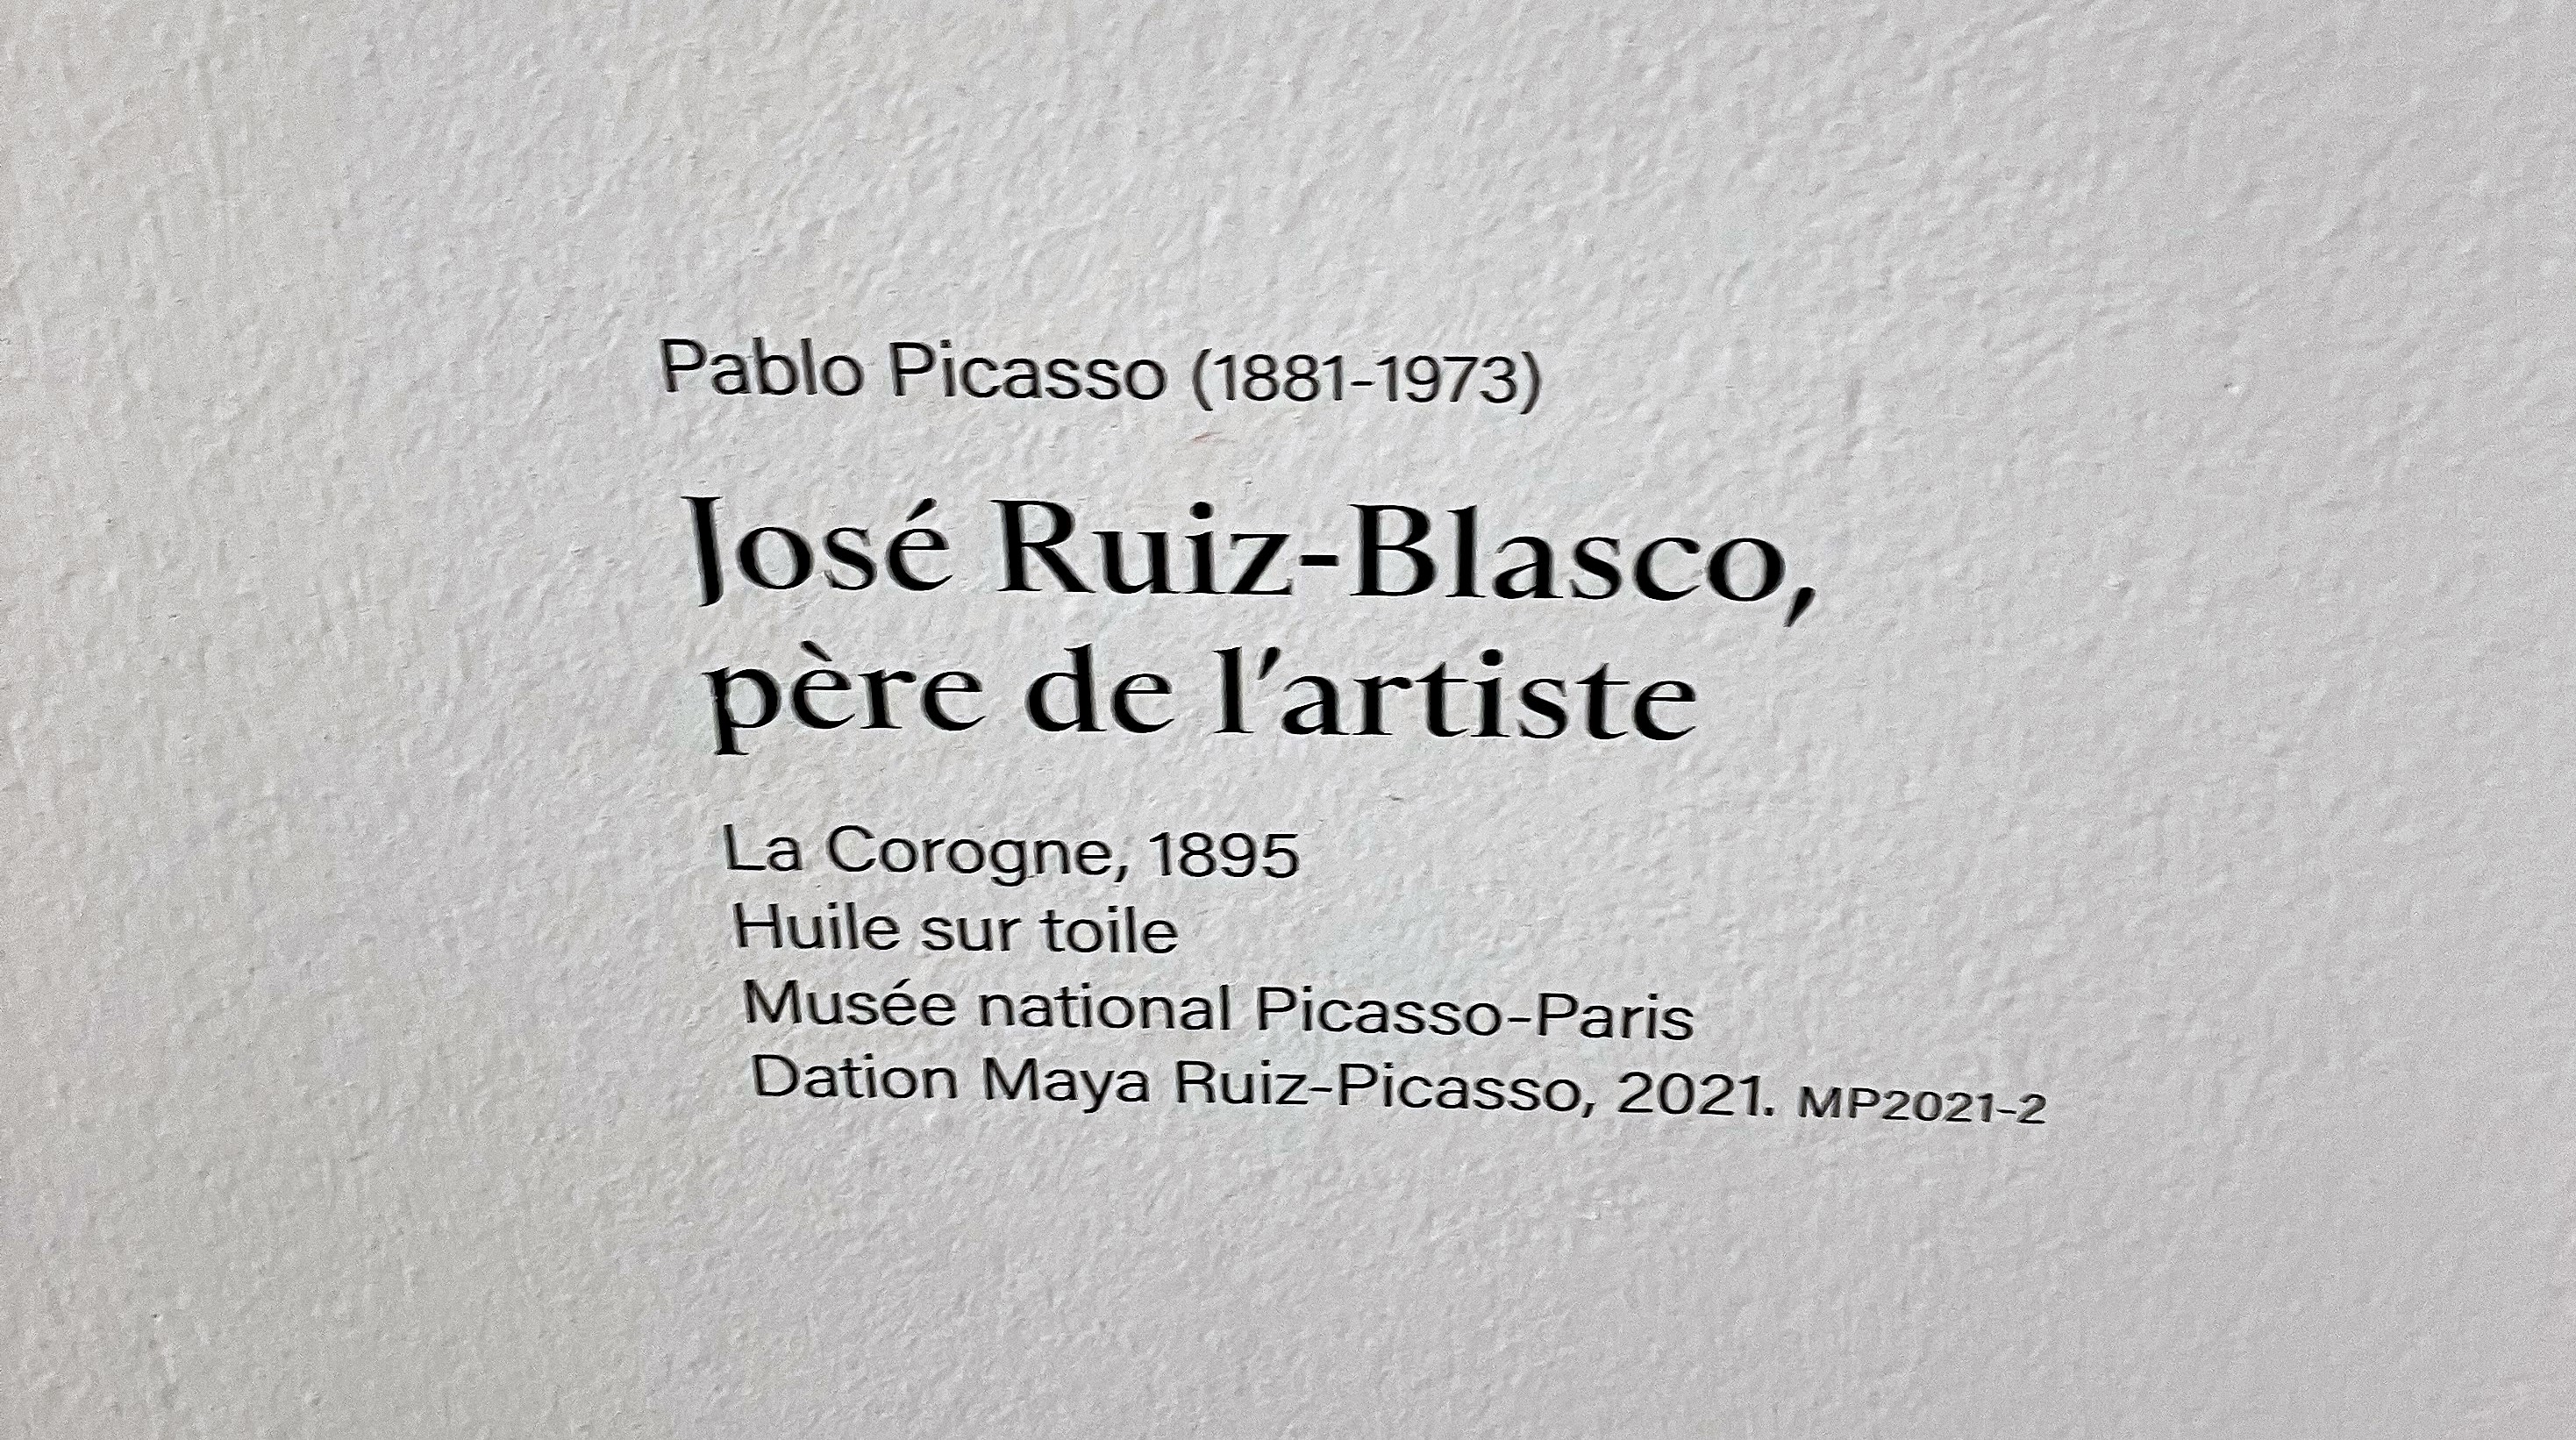 Pablo Picasso (1881-1973)
José Ruiz-Blasco,
père de l'artiste
La Corogne, 1895
Huile sur toile
Musée national Picasso-Paris
Dation Maya Ruiz-Picasso, 2021. MP2021-2